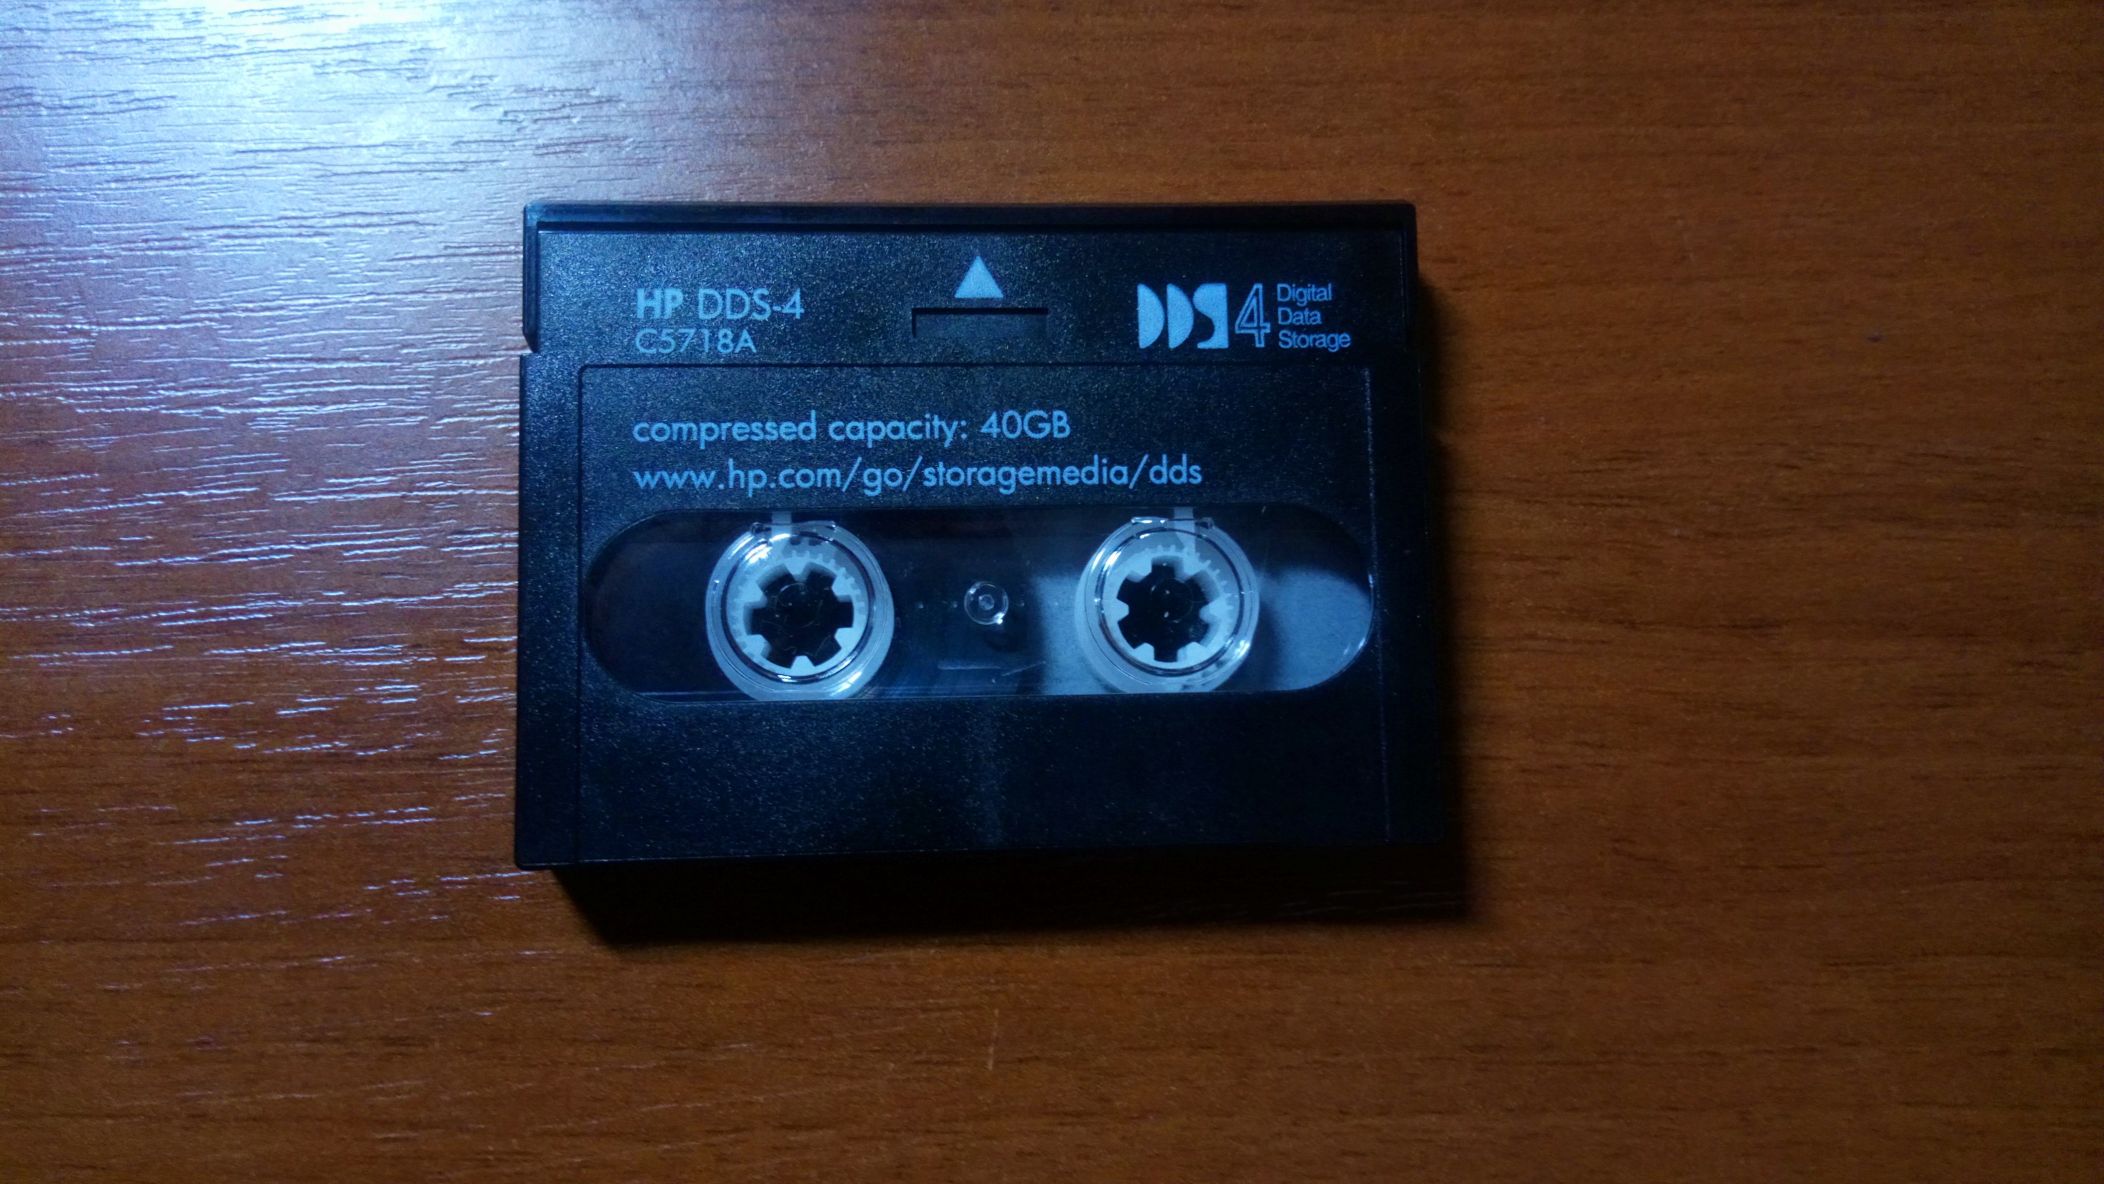 HP DDS-4
C5718A
DDS 4 Digital
Data
Storage
compressed capacity: 40GB
www.hp.com/go/storagemedia/dds